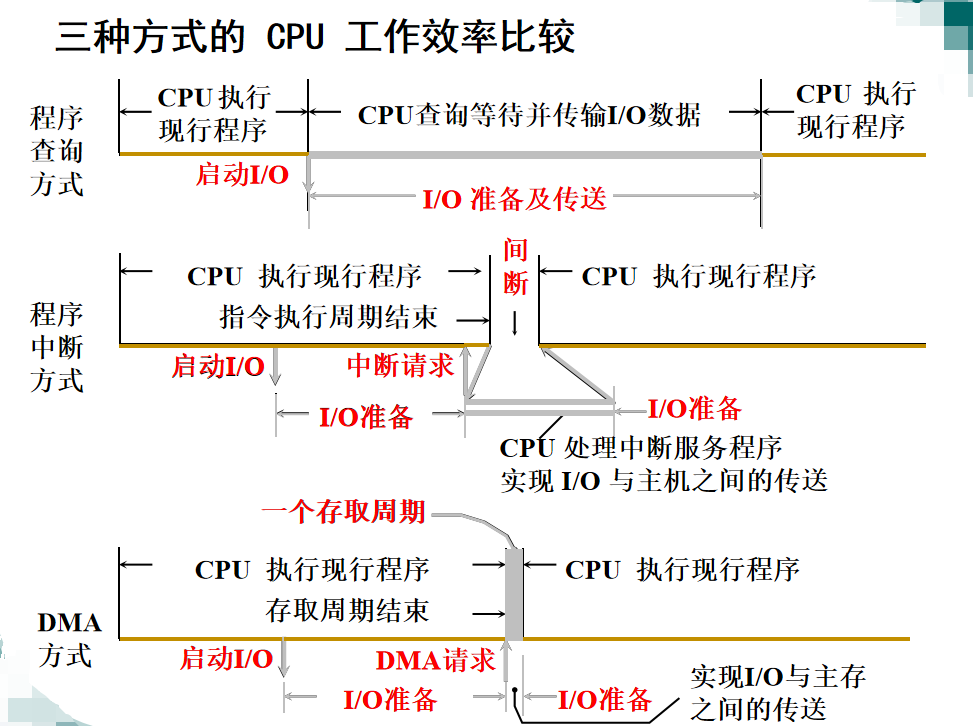 三种方式的 CPU 工作效率比较
程序
查询
方式
CPU执行
现行程序
CPU查询等待并传输I/O数据
CPU 执行
现行程序
启动I/O
I/O 准备及传送
程序
中断
方式
CPU 执行现行程序
指令执行周期结束
间
断
CPU 执行现行程序
启动I/O
中断请求
I/O准备
I/O准备
CPU 处理中断服务程序
实现 I/O 与主机之间的传送
一个存取周期
DMA
方式
CPU 执行现行程序
存取周期结束
CPU 执行现行程序
启动I/O
DMA请求
I/O准备
I/O准备
实现I/O与主存
之间的传送